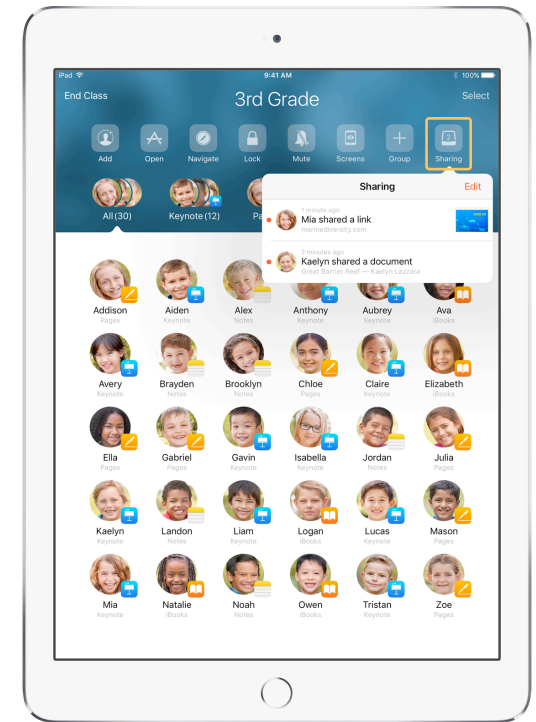 iPad 9:41 AM 100%
End Class 3rd Grade Select
2
Add Open Navigate Lock Mute Screens Group Sharing
Sharing Edit
1 minute ago
Mia shared a link
marinediversity.com
2 minutes ago
Kaelyn shared a document
Great Barrier Reef — Kaelyn Lazzara
All (30) Keynote (12)
Addison Aiden Alex Anthony Aubrey Ava
Pages Keynote Notes Keynote Keynote iBooks
Avery Brayden Brooklyn Chloe Claire Elizabeth
Keynote Notes Notes Pages Keynote iBooks
Ella Gabriel Gavin Isabella Jordan Julia
Pages Pages Keynote Keynote Notes Pages
Kaelyn Landon Liam Logan Lucas Mason
Keynote Notes Keynote iBooks Keynote Pages
Mia Natalie Noah Owen Tristan Zoe
Keynote iBooks Notes iBooks Keynote Pages